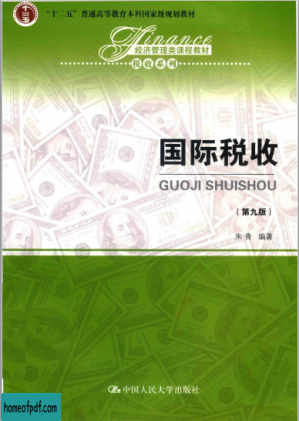 “十二五”普通高等教育本科国家级规划教材
Finance
经济管理类课程教材
税收系列
国际税收
GUOJI SHUISHOU
(第九版)
朱青 编著
中国人民大学出版社
homeofpdf.com
homeofpdf.com